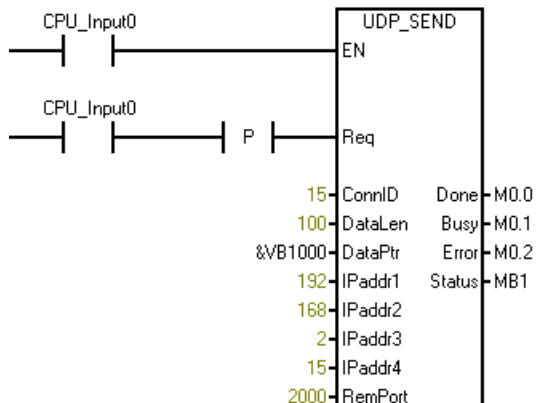 CPU_Input0 UDP_SEND
EN
CPU_Input0
P Req
15 ConnID Done M0.0
100 DataLen Busy M0.1
&VB1000 DataPtr Error M0.2
192 IPaddr1 Status MB1
168 IPaddr2
2 IPaddr3
15 IPaddr4
2000 RemPort